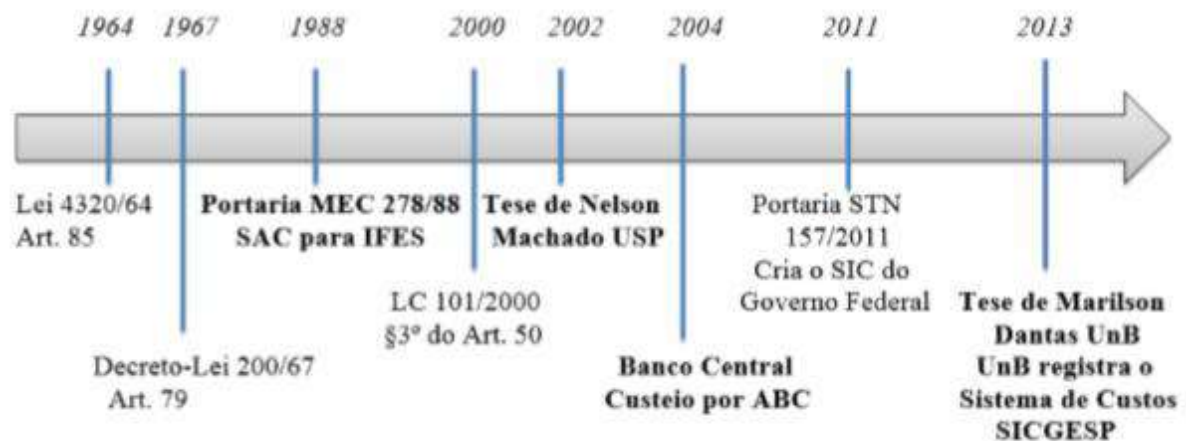 1964 1967 1988 2000 2002 2004 2011 2013
Lei 4320/64
Art. 85
Decreto-Lei 200/67
Art. 79
Portaria MEC 278/88
SAC para IFES
LC 101/2000
§3º do Art. 50
Tese de Nelson
Machado USP
Banco Central
Custeio por ABC
Portaria STN
157/2011
Cria o SIC do
Governo Federal
Tese de Marilson
Dantas UnB
UnB registra o
Sistema de Custos
SICGESP